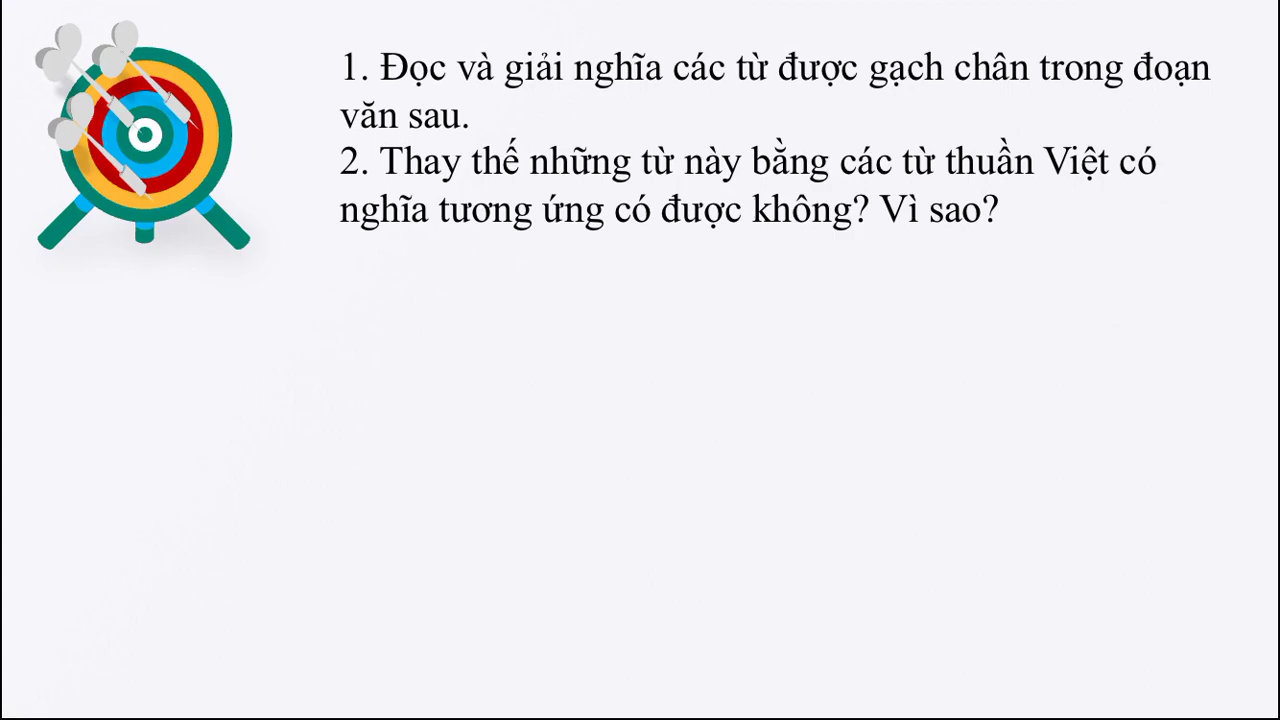 1. Đọc và giải nghĩa các từ được gạch chân trong đoạn
văn sau.
2. Thay thế những từ này bằng các từ thuần Việt có
nghĩa tương ứng có được không? Vì sao?